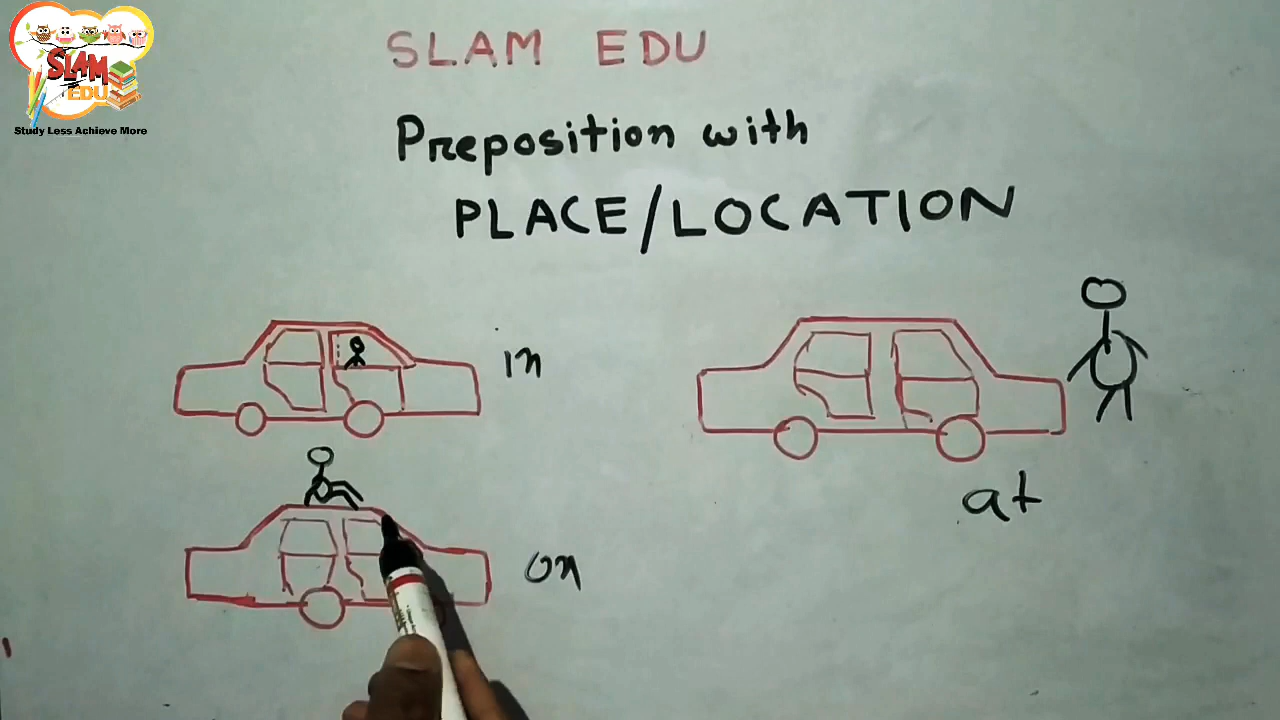 SLAM
EDU
Study Less Achieve More
SLAM EDU
Preposition with
PLACE/LOCATION
in
at
on